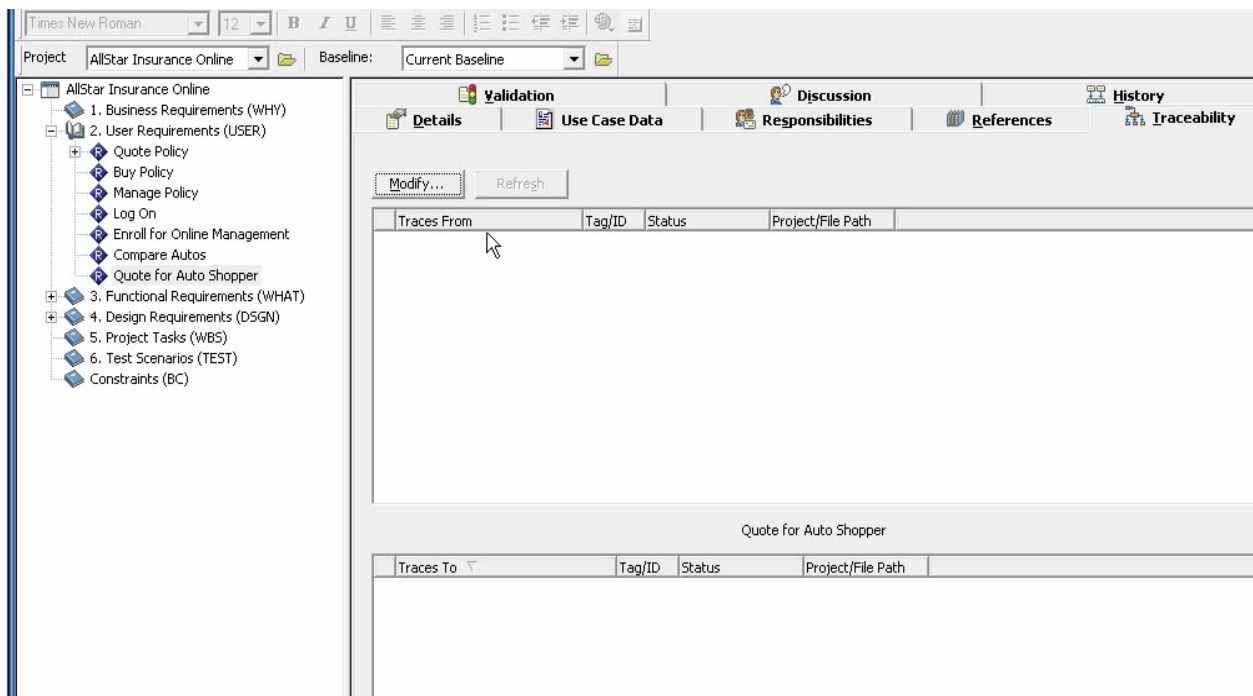 Times New Roman 12 B I U
Project AllStar Insurance Online Baseline: Current Baseline
AllStar Insurance Online
1. Business Requirements (WHY)
2. User Requirements (USER)
Quote Policy
Buy Policy
Manage Policy
Log On
Enroll for Online Management
Compare Autos
Quote for Auto Shopper
3. Functional Requirements (WHAT)
4. Design Requirements (DSGN)
5. Project Tasks (WBS)
6. Test Scenarios (TEST)
Constraints (BC)
Validation Discussion History
Details Use Case Data Responsibilities References Traceability
Modify... Refresh
Traces From Tag/ID Status Project/File Path
Quote for Auto Shopper
Traces To Tag/ID Status Project/File Path